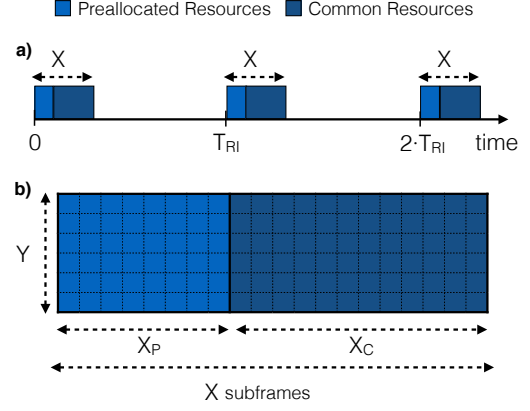 Preallocated Resources Common Resources
a)
X X X
0 T_RI 2·T_RI time
b)
Y
X_P X_C
X subframes